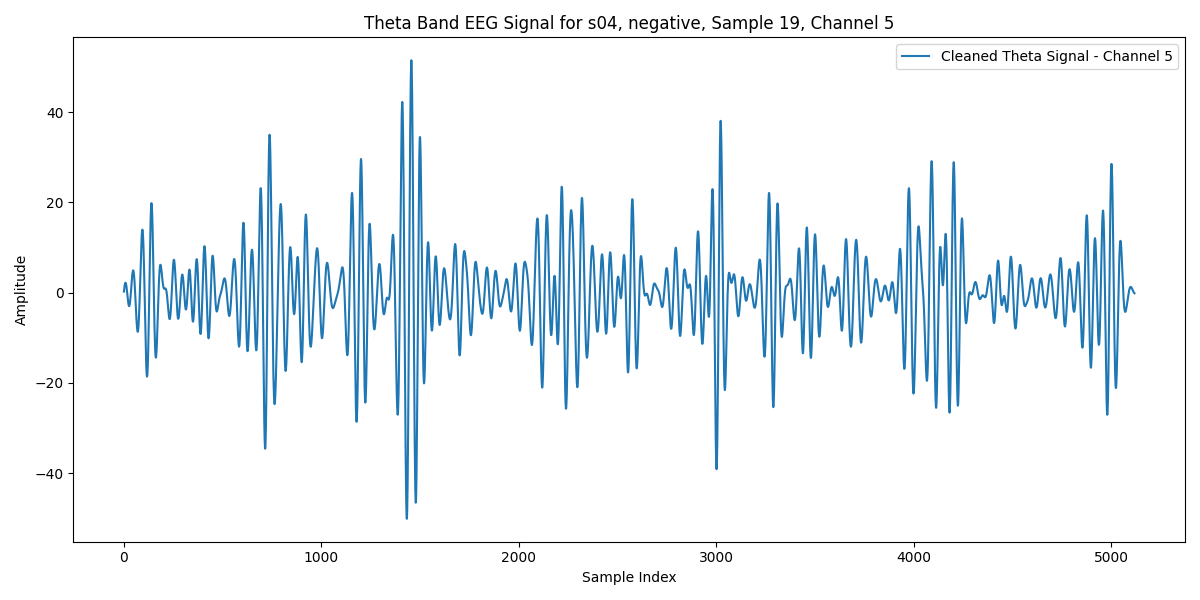 Theta Band EEG Signal for s04, negative, Sample 19, Channel 5
Cleaned Theta Signal - Channel 5
Amplitude
40
20
0
−20
−40
0 1000 2000 3000 4000 5000
Sample Index